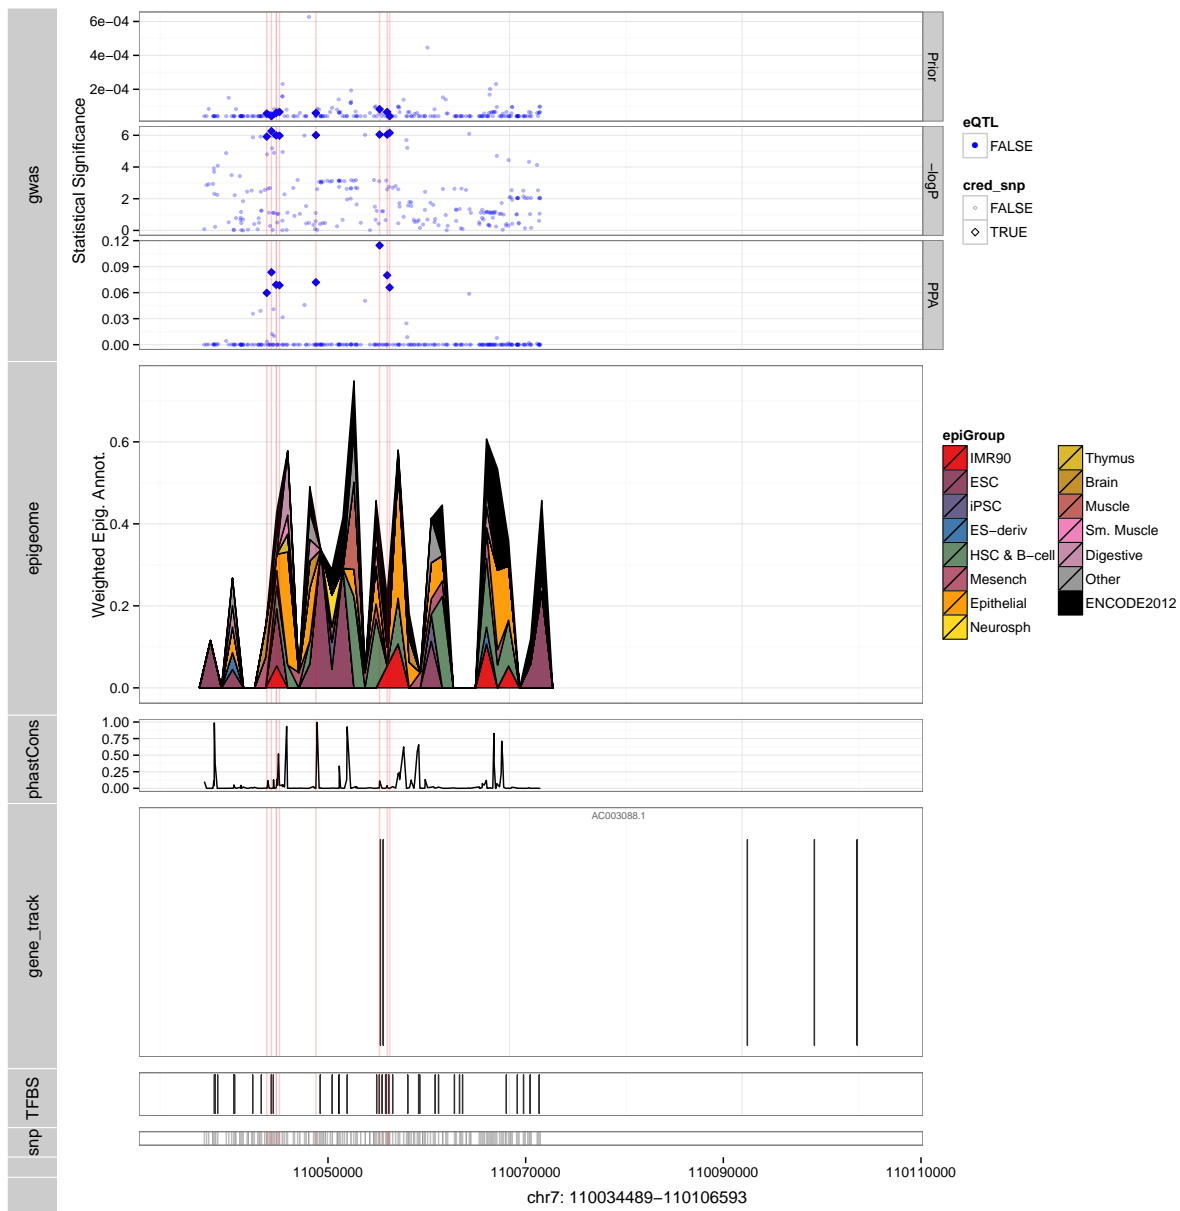 gwas
Statistical Significance
6e−04
4e−04
2e−04
Prior
6
4
2
0
−logP
0.12
0.09
0.06
0.03
0.00
PPA
eQTL
FALSE
cred_snp
FALSE
TRUE
epigeome
Weighted Epig. Annot.
0.6
0.4
0.2
0.0
epiGroup
IMR90
ESC
iPSC
ES−deriv
HSC & B−cell
Mesench
Epithelial
Neurosph
Thymus
Brain
Muscle
Sm. Muscle
Digestive
Other
ENCODE2012
phastCons
1.00
0.75
0.50
0.25
0.00
gene_track
AC003088.1
TFBS
snp
110050000 110070000 110090000 110110000
chr7: 110034489−110106593